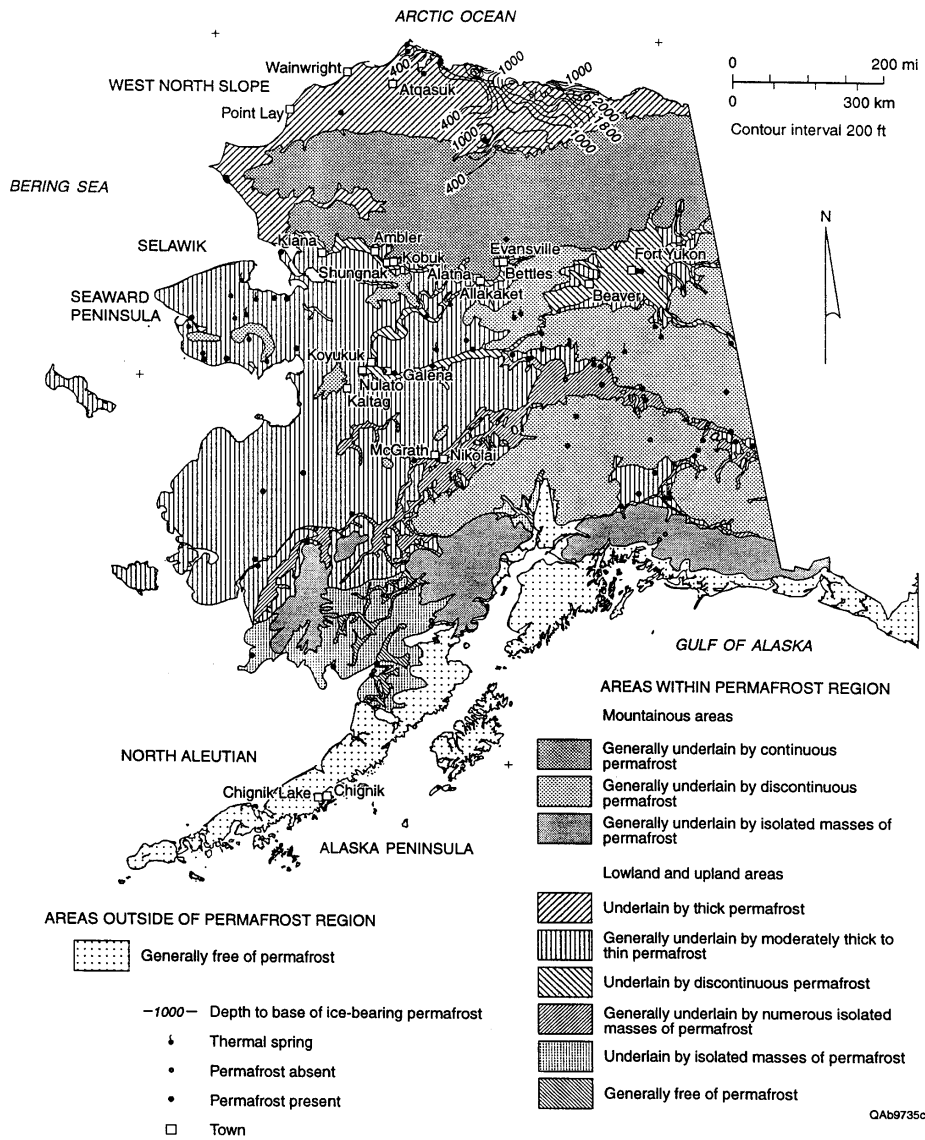 ARCTIC OCEAN
0 200 mi
0 300 km
Contour interval 200 ft
Wainwright
WEST NORTH SLOPE
Atqasuk
Point Lay
400
1000
1000
2000
1800
1000
400
1000
400
BERING SEA
N
SELAWIK
SEAWARD
PENINSULA
Kiana
Ambler
Kobuk
Shungnak
Evansville
Alatna
Bettles
Allakaket
Fort Yukon
Beaver
Koyukuk
Galena
Nulato
Kaltag
McGrath
Nikolai
GULF OF ALASKA
NORTH ALEUTIAN
Chignik Lake
Chignik
ALASKA PENINSULA
AREAS WITHIN PERMAFROST REGION
Mountainous areas
Generally underlain by continuous
permafrost
Generally underlain by discontinuous
permafrost
Generally underlain by isolated masses of
permafrost
Lowland and upland areas
Underlain by thick permafrost
Generally underlain by moderately thick to
thin permafrost
Underlain by discontinuous permafrost
Generally underlain by numerous isolated
masses of permafrost
Underlain by isolated masses of permafrost
Generally free of permafrost
AREAS OUTSIDE OF PERMAFROST REGION
Generally free of permafrost
–1000– Depth to base of ice-bearing permafrost
Thermal spring
Permafrost absent
Permafrost present
Town
QAb9735c